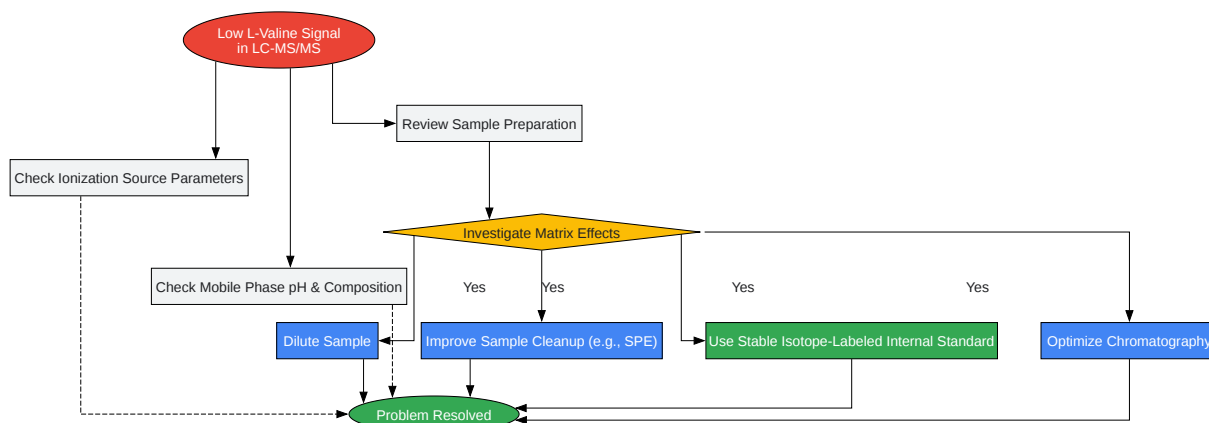 Low L-Valine Signal
in LC-MS/MS
Review Sample Preparation
Check Ionization Source Parameters
Investigate Matrix Effects
Check Mobile Phase pH & Composition
Yes
Yes
Yes
Yes
Dilute Sample
Improve Sample Cleanup (e.g., SPE)
Use Stable Isotope-Labeled Internal Standard
Optimize Chromatography
Problem Resolved